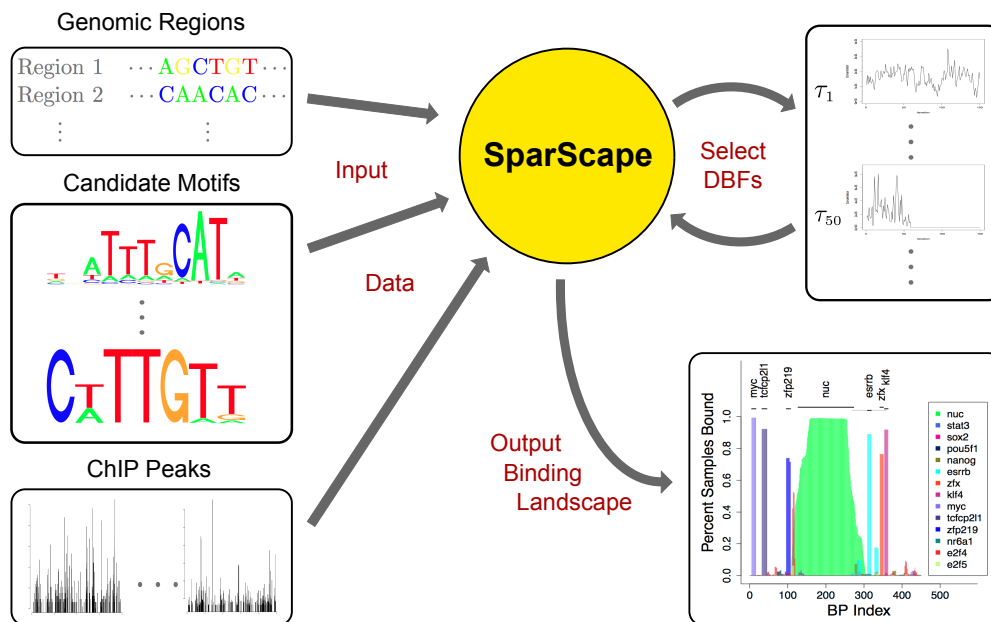 Genomic Regions
Region 1 ··· AGCTGT ···
Region 2 ··· CAACAC ···
Candidate Motifs
ATTTGCAT
CATTGTT
ChIP Peaks
Input
Data
SparScape
Select
DBFs
τ1
τ50
Output
Binding
Landscape
myc
tcfcp2l1
zfp219
nuc
esrrb
zfx
klf4
Percent Samples Bound
1.0
0.8
0.6
0.4
0.2
0.0
0
100
200
300
400
500
BP Index
nuc
stat3
sox2
pou5f1
nanog
esrrb
zfx
klf4
myc
tcfcp2l1
zfp219
nr6a1
e2f4
e2f5